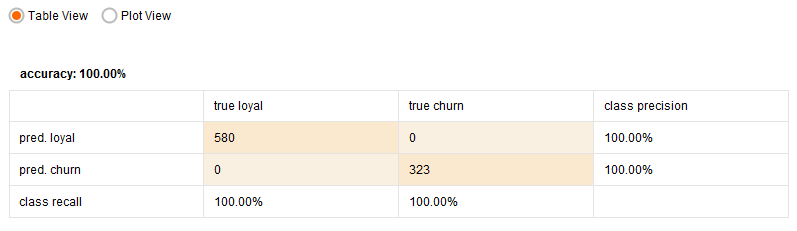 Table View Plot View
accuracy: 100.00%
true loyal true churn class precision
pred. loyal 580 0 100.00%
pred. churn 0 323 100.00%
class recall 100.00% 100.00%